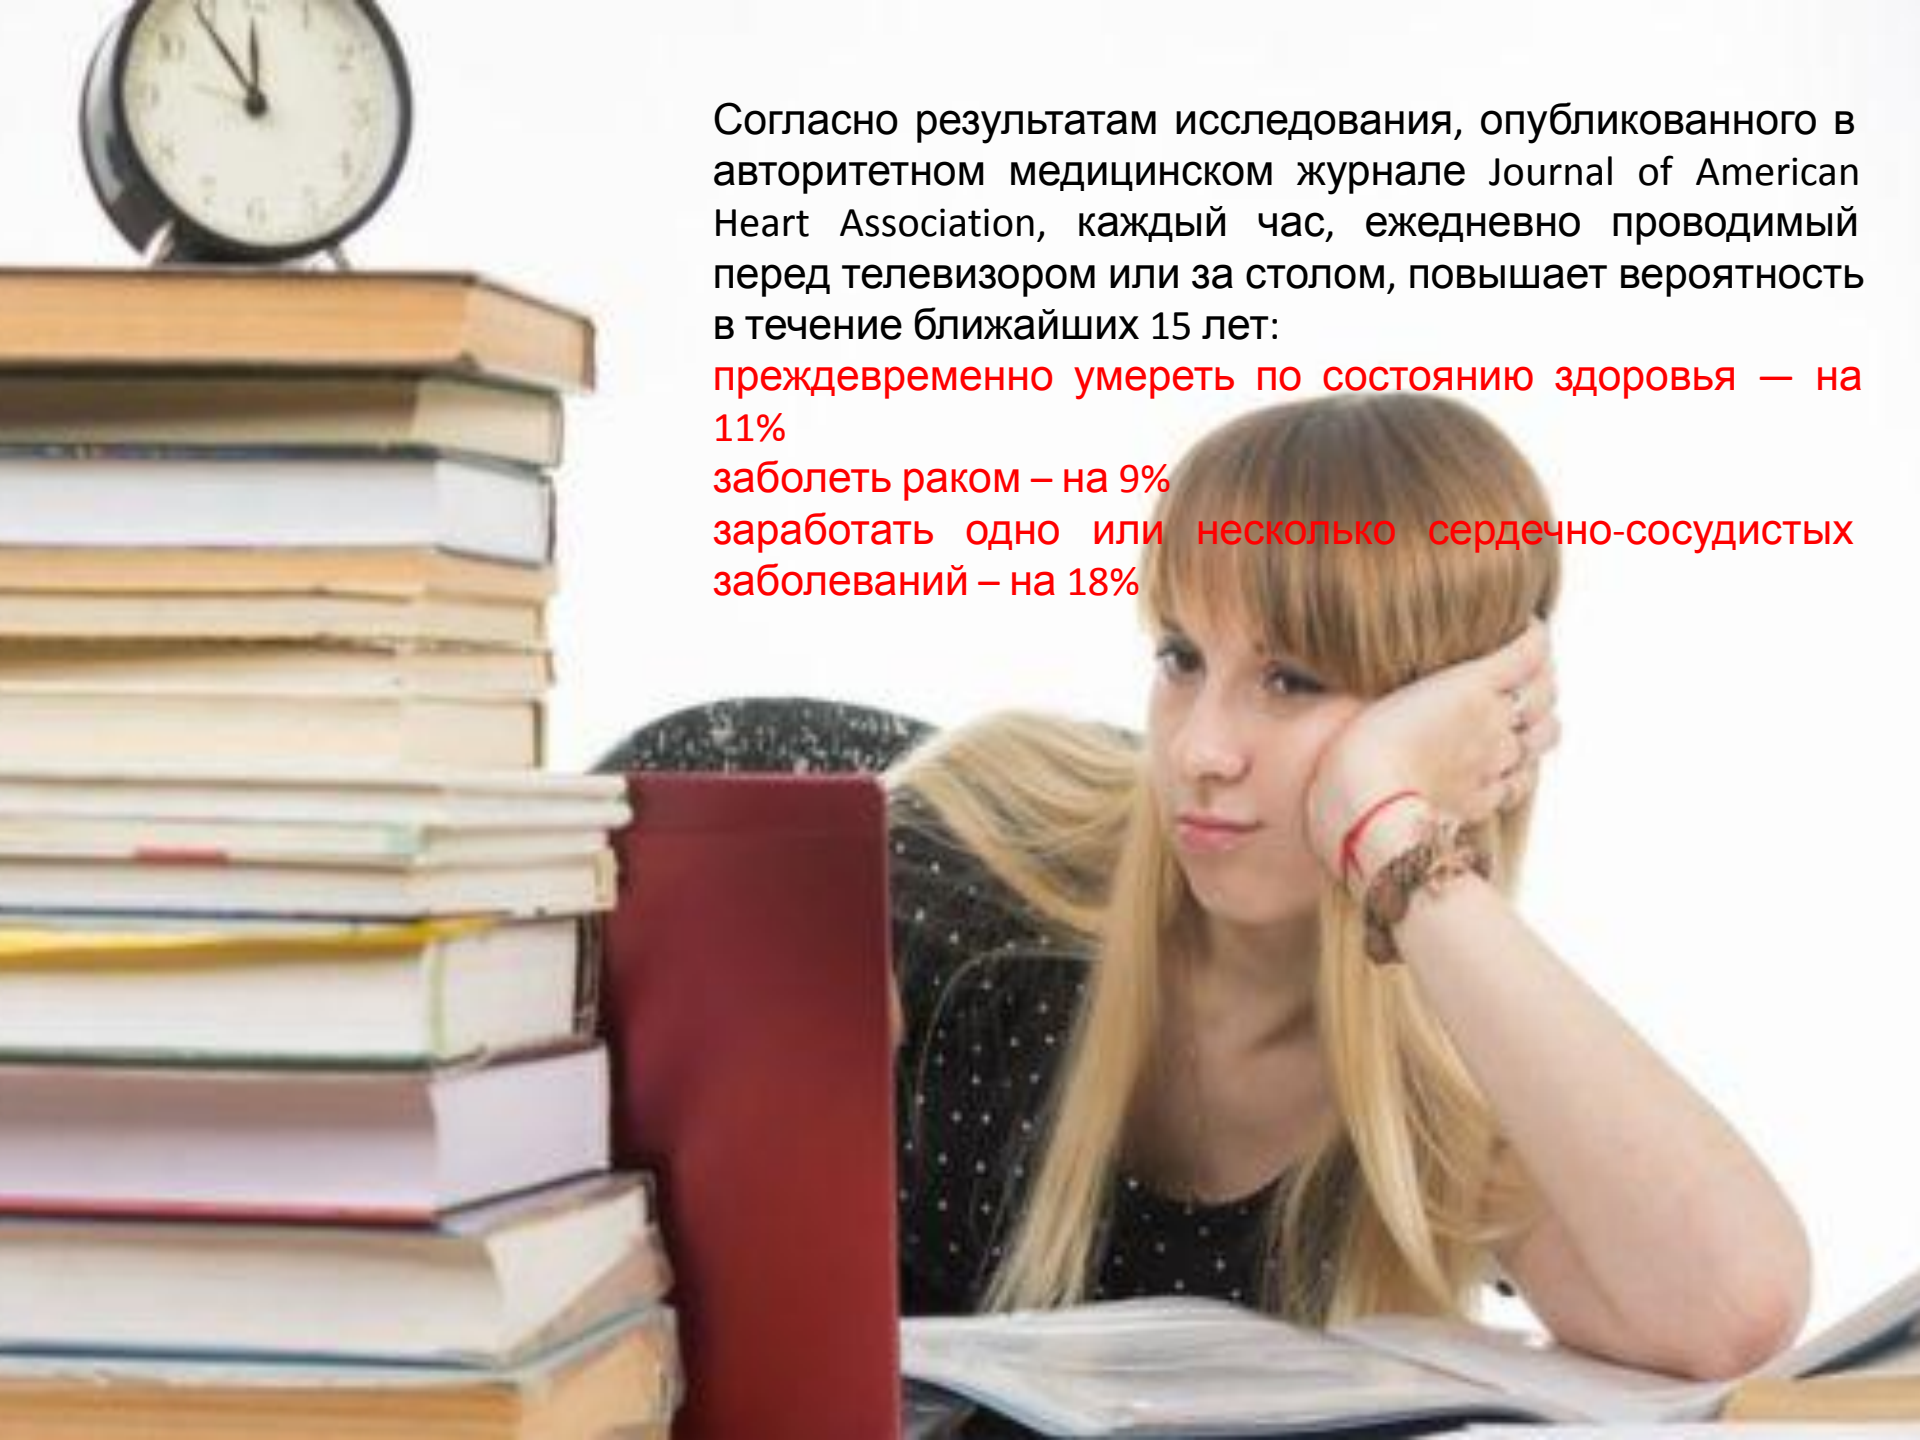 Согласно результатам исследования, опубликованного в
авторитетном медицинском журнале Journal of American
Heart Association, каждый час, ежедневно проводимый
перед телевизором или за столом, повышает вероятность
в течение ближайших 15 лет:
преждевременно умереть по состоянию здоровья — на
11%
заболеть раком – на 9%
заработать одно или несколько сердечно-сосудистых
заболеваний – на 18%